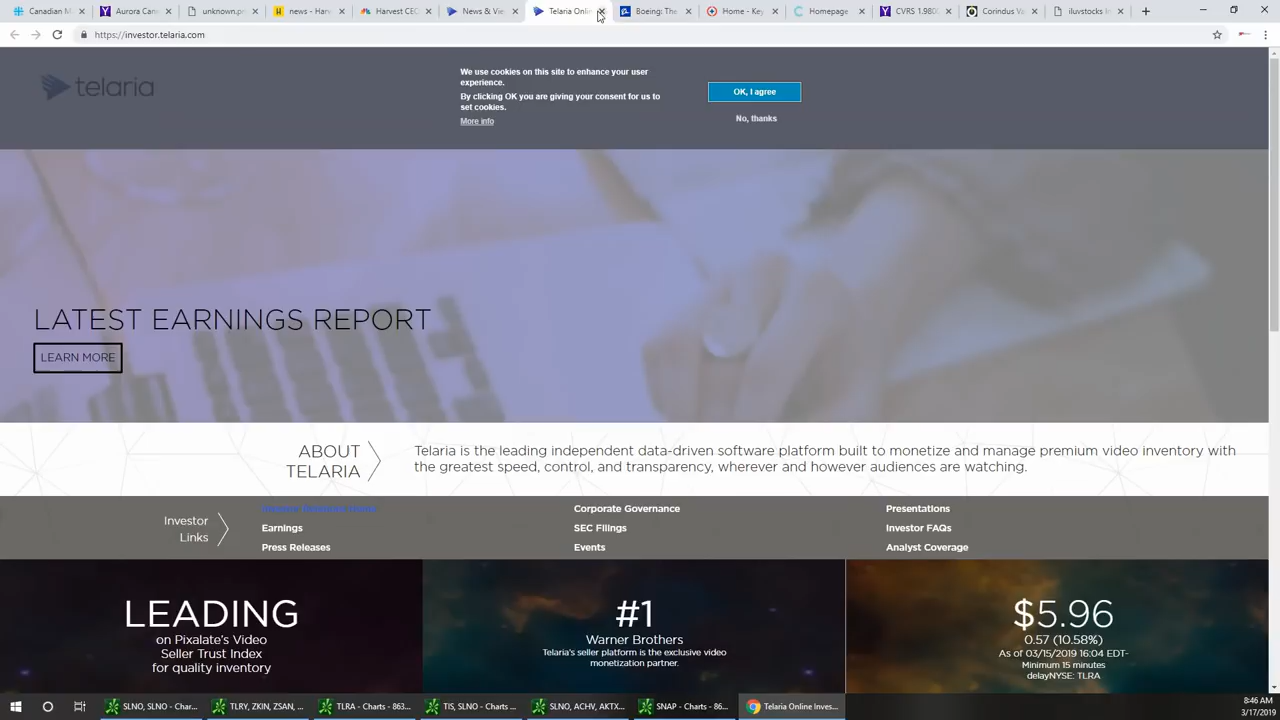 Canadian M
Aurora Cann
unknown.pn
news - Harv
Harvest CEO
News & Vie
Telaria Onlin
Boeing: The
Home - Key
Homepage
CVRS 1.980
Corindus Va
iluvstocks
https://investor.telaria.com
telaria
We use cookies on this site to enhance your user
experience.
By clicking OK you are giving your consent for us to
set cookies.
More info
OK, I agree
No, thanks
LATEST EARNINGS REPORT
LEARN MORE
ABOUT
TELARIA
Telaria is the leading independent data-driven software platform built to monetize and manage premium video inventory with
the greatest speed, control, and transparency, wherever and however audiences are watching.
Investor
Links
Earnings
Press Releases
Corporate Governance
SEC Filings
Events
Presentations
Investor FAQs
Analyst Coverage
LEADING
on Pixalate's Video
Seller Trust Index
for quality inventory
#1
Warner Brothers
Telaria's seller platform is the exclusive video
monetization partner.
$5.96
0.57 (10.58%)
As of 03/15/2019 16:04 EDT-
Minimum 15 minutes
delayNYSE: TLRA
SLNO, SLNO - Char...
TLRY, ZKIN, ZSAN, ...
TLRA - Charts - 863...
TIS, SLNO - Charts ...
SLNO, ACHV, AKTX...
SNAP - Charts - 86...
Telaria Online Inves...
8:46 AM
3/17/2019